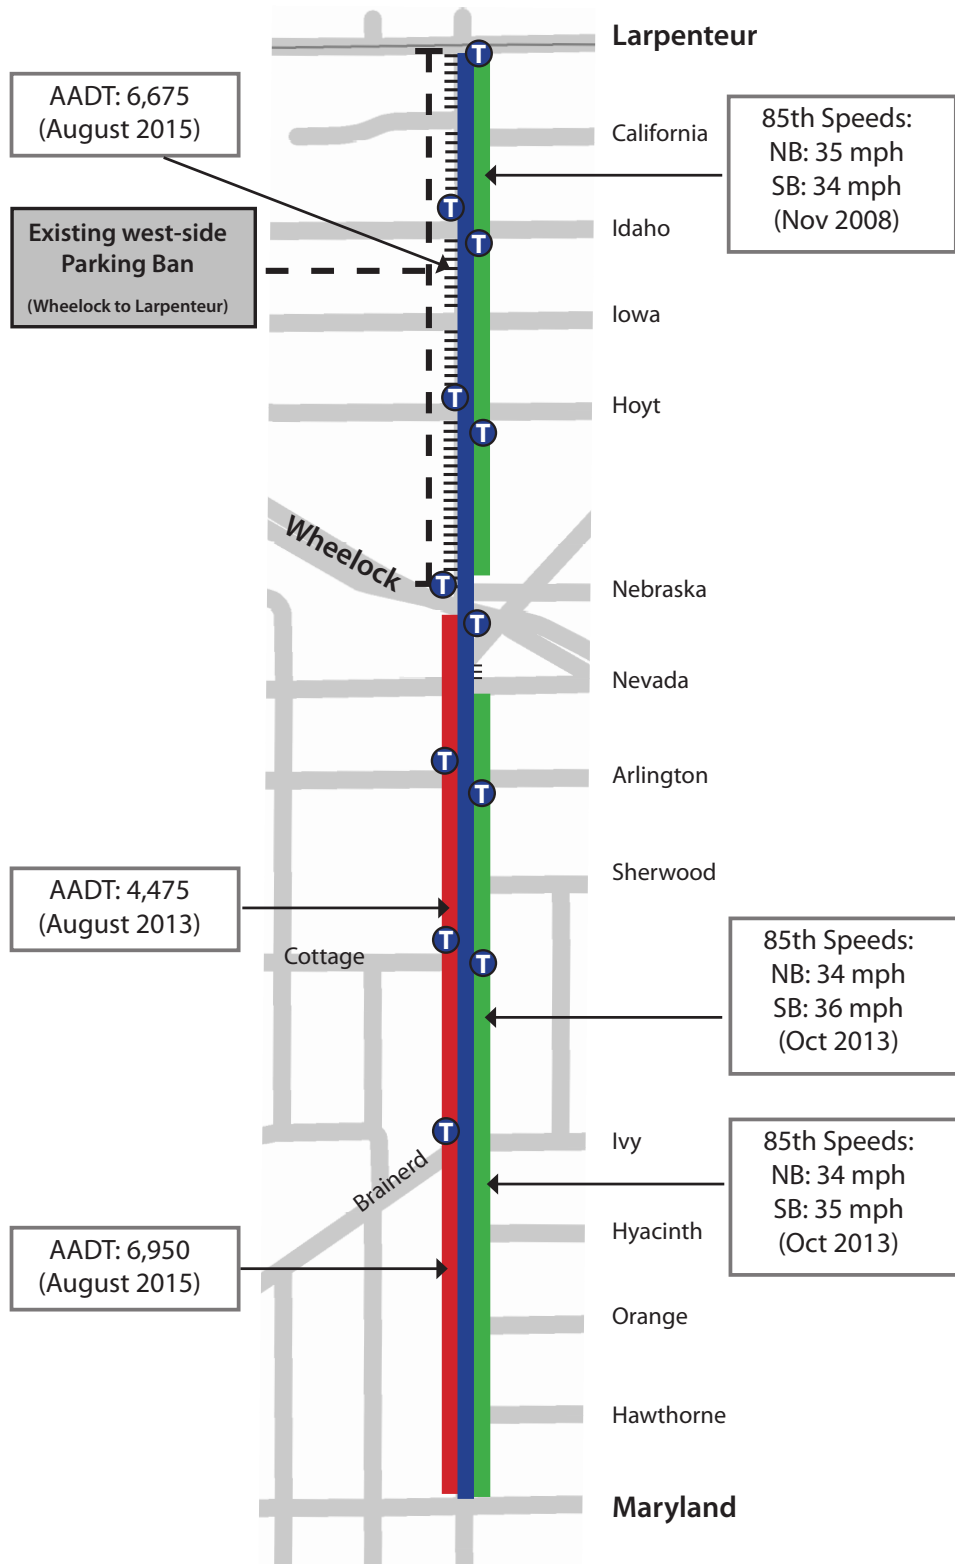 Larpenteur
T
AADT: 6,675
(August 2015)
California
85th Speeds:
NB: 35 mph
SB: 34 mph
(Nov 2008)
T
Existing west-side
Parking Ban
(Wheelock to Larpenteur)
Idaho
T
Iowa
T
Hoyt
T
Wheelock
T
Nebraska
T
Nevada
T
Arlington
T
Sherwood
AADT: 4,475
(August 2013)
T
Cottage
T
85th Speeds:
NB: 34 mph
SB: 36 mph
(Oct 2013)
T
Ivy
Brainerd
85th Speeds:
NB: 34 mph
SB: 35 mph
(Oct 2013)
Hyacinth
AADT: 6,950
(August 2015)
Orange
Hawthorne
Maryland